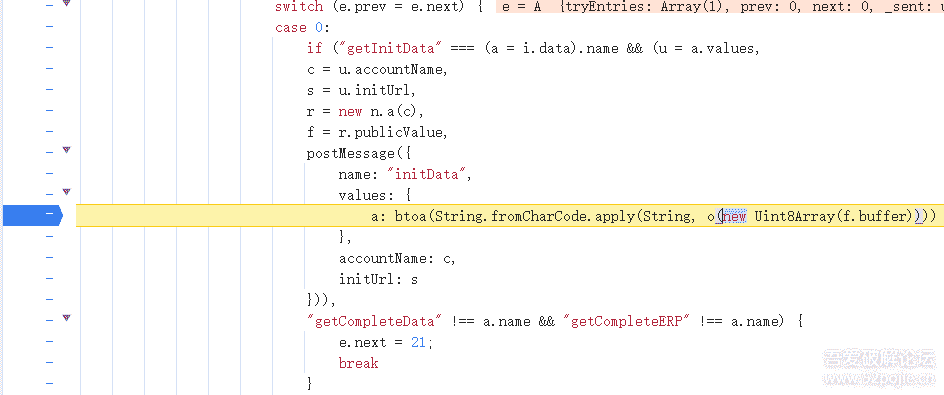 switch (e.prev = e.next) {  e = A  {tryEntries: Array(1), prev: 0, next: 0, _sent: u
case 0:
if ("getInitData" === (a = i.data).name && (u = a.values,
c = u.accountName,
s = u.initUrl,
r = new n.a(c),
f = r.publicValue,
postMessage({
name: "initData",
values: {
a: btoa(String.fromCharCode.apply(String, o(new Uint8Array(f.buffer))))
},
accountName: c,
initUrl: s
})),
"getCompleteData" !== a.name && "getCompleteERP" !== a.name) {
e.next = 21;
break
}
吾爱破解论坛
www.52pojie.cn